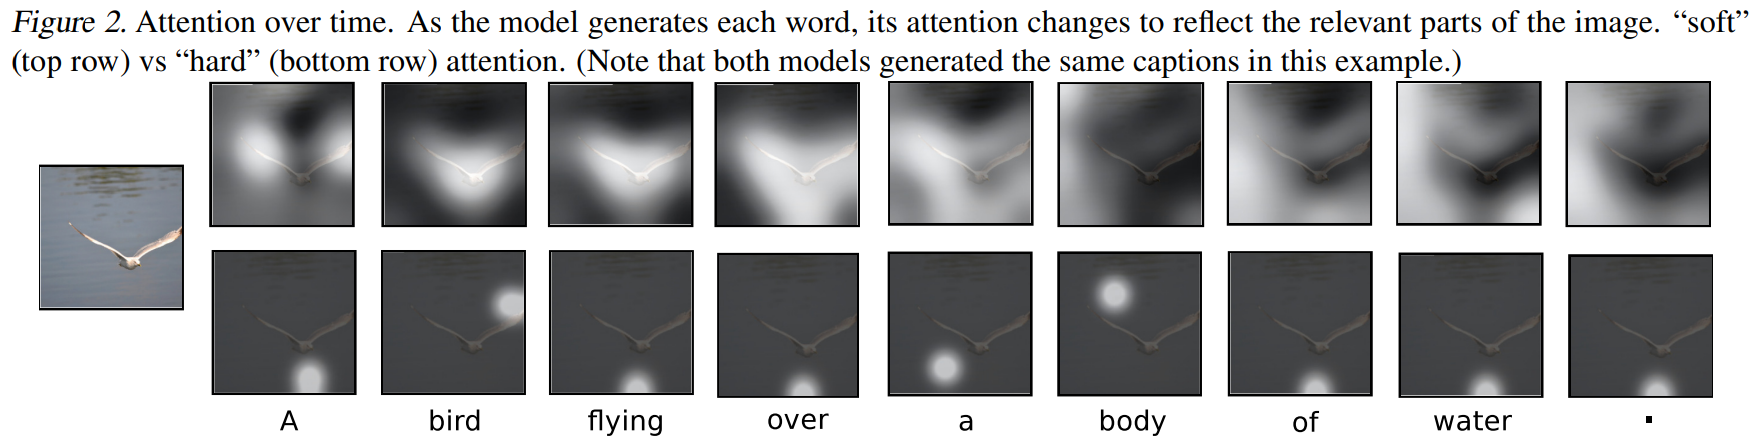 Figure 2. Attention over time. As the model generates each word, its attention changes to reflect the relevant parts of the image. “soft”
(top row) vs “hard” (bottom row) attention. (Note that both models generated the same captions in this example.)
A bird flying over a body of water .